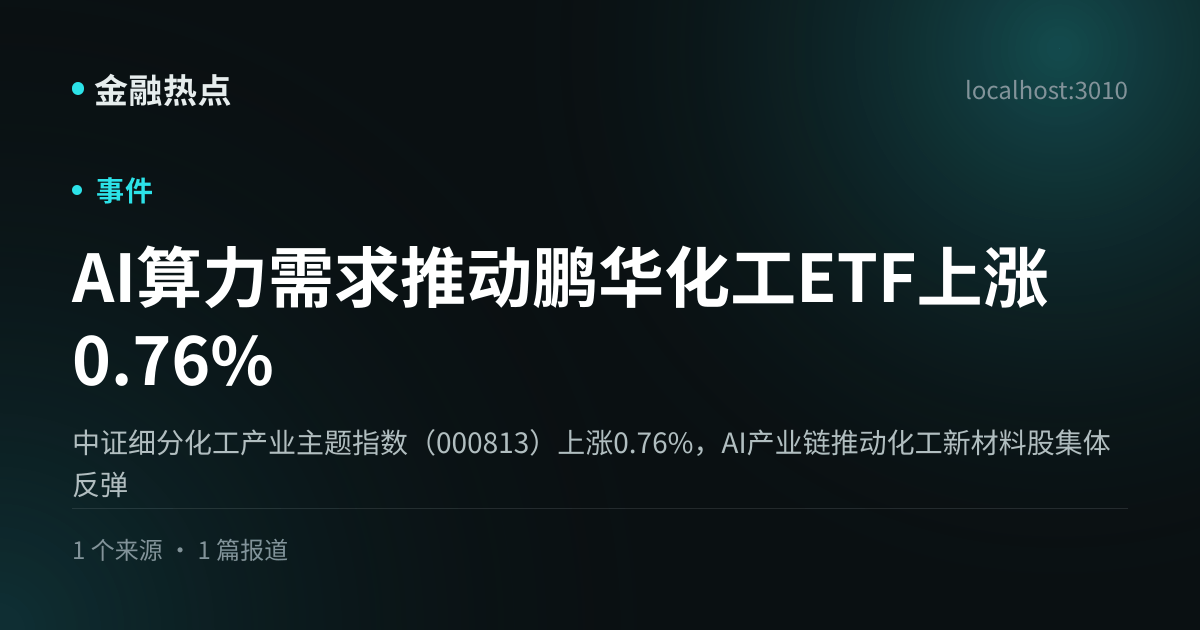 金融热点
localhost:3010
事件
AI算力需求推动鹏华化工ETF上涨
0.76%
中证细分化工产业主题指数（000813）上涨0.76%，AI产业链推动化工新材料股集体
反弹
1 个来源 · 1 篇报道